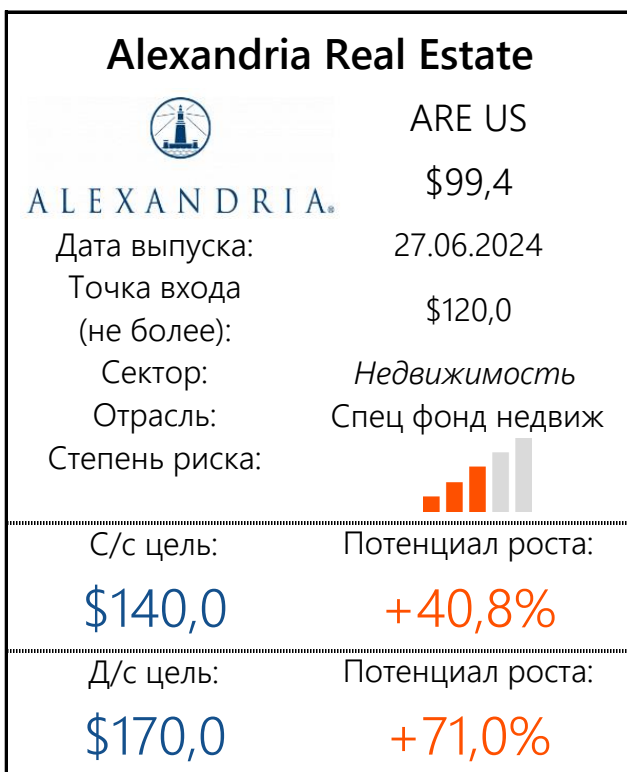 Alexandria Real Estate
ALEXANDRIA®
ARE US
$99,4
Дата выпуска: 27.06.2024
Точка входа
(не более): $120,0
Сектор: Недвижимость
Отрасль: Спец фонд недвиж
Степень риска:
С/с цель: Потенциал роста:
$140,0 +40,8%
Д/с цель: Потенциал роста:
$170,0 +71,0%